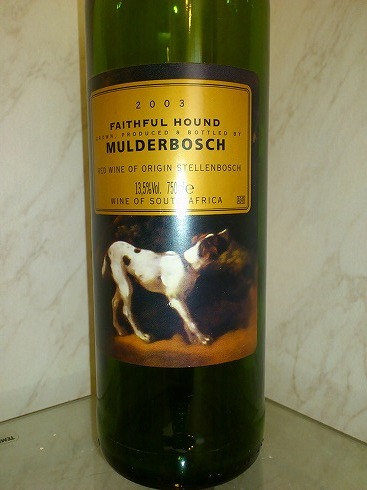 2003
FAITHFUL HOUND
GROWN, PRODUCED & BOTTLED BY
MULDERBOSCH
RED WINE OF ORIGIN STELLENBOSCH
13,5%Vol. 750mle
WINE OF SOUTH AFRICA